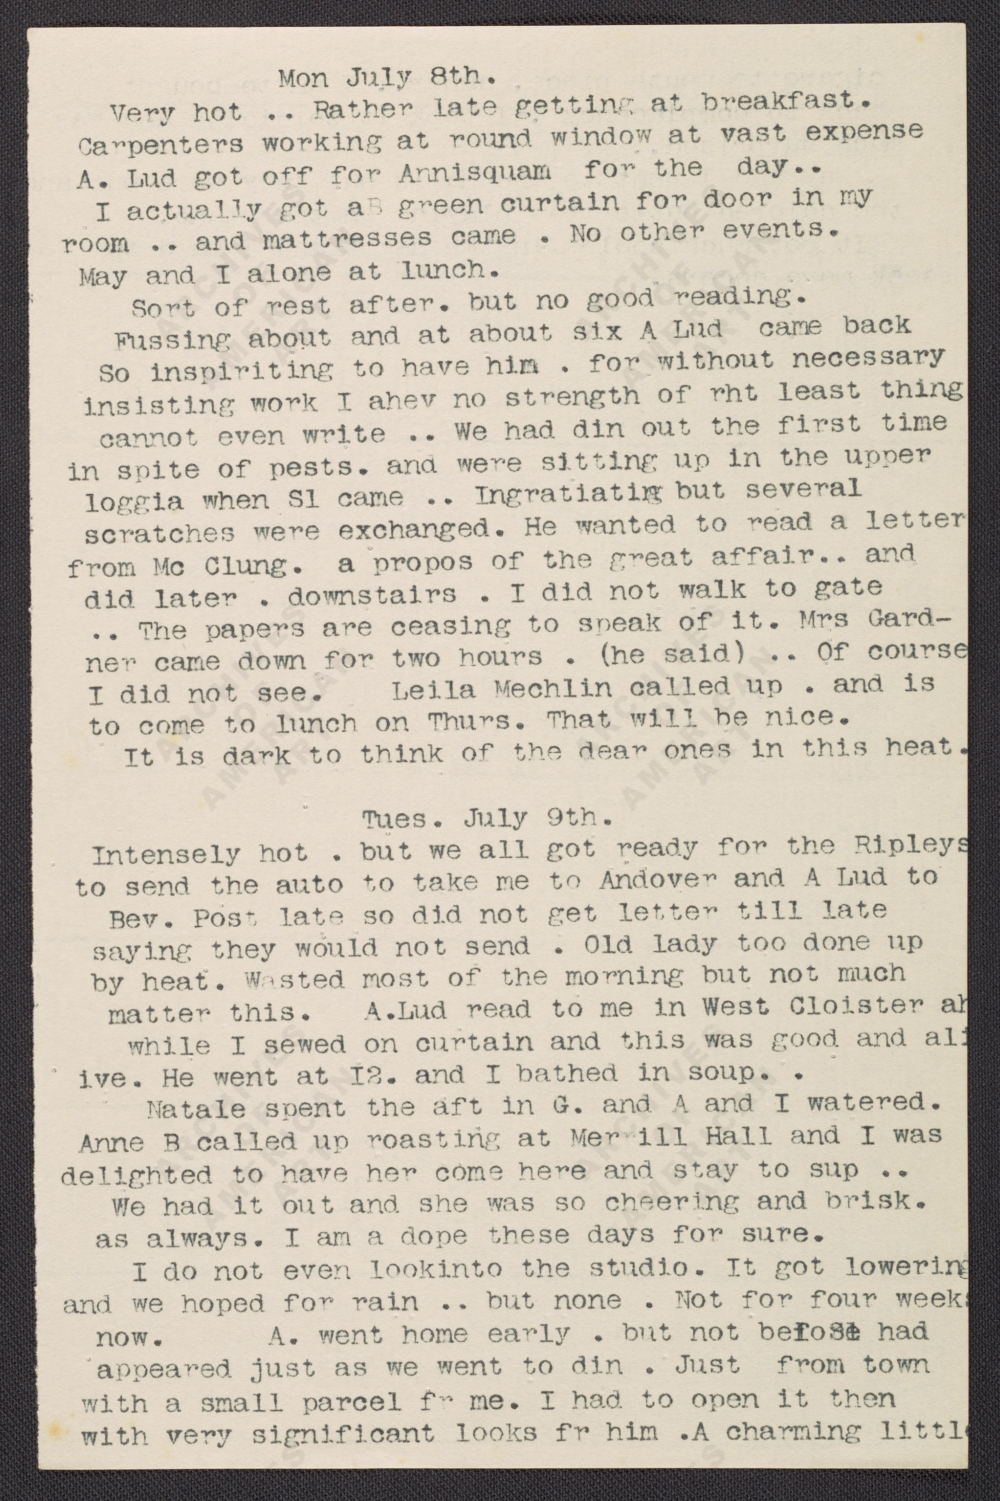 Mon July 8th.
Very hot .. Rather late getting at breakfast.
Carpenters working at round window at vast expense
A. Lud got off for Annisquam for the day..
I actually got aB green curtain for door in my
room .. and mattresses came . No other events.
May and I alone at lunch.
Sort of rest after. but no good reading.
Fussing about and at about six A Lud came back
So inspiriting to have him . for without necessary
insisting work I ahev no strength of rht least thing
cannot even write .. We had din out the first time
in spite of pests. and were sitting up in the upper
loggia when Sl came .. Ingratiating but several
scratches were exchanged. He wanted to read a letter
from Mc Clung. a propos of the great affair.. and
did later . downstairs . I did not walk to gate
.. The papers are ceasing to speak of it. Mrs Gard-
ner came down for two hours . (he said) .. Of course
I did not see. Leila Mechlin called up . and is
to come to lunch on Thurs. That will be nice.
It is dark to think of the dear ones in this heat.
Tues. July 9th.
Intensely hot . but we all got ready for the Ripleys
to send the auto to take me to Andover and A Lud to
Bev. Post late so did not get letter till late
saying they would not send . Old lady too done up
by heat. Wasted most of the morning but not much
matter this. A.Lud read to me in West Cloister ah
while I sewed on curtain and this was good and ali
ive. He went at I2. and I bathed in soup. .
Natale spent the aft in G. and A and I watered.
Anne B called up roasting at Merrill Hall and I was
delighted to have her come here and stay to sup ..
We had it out and she was so cheering and brisk.
as always. I am a dope these days for sure.
I do not even lookinto the studio. It got lowering
and we hoped for rain .. but none . Not for four weeks
now. A. went home early . but not before Sl had
appeared just as we went to din . Just from town
with a small parcel fr me. I had to open it then
with very significant looks fr him .A charming little